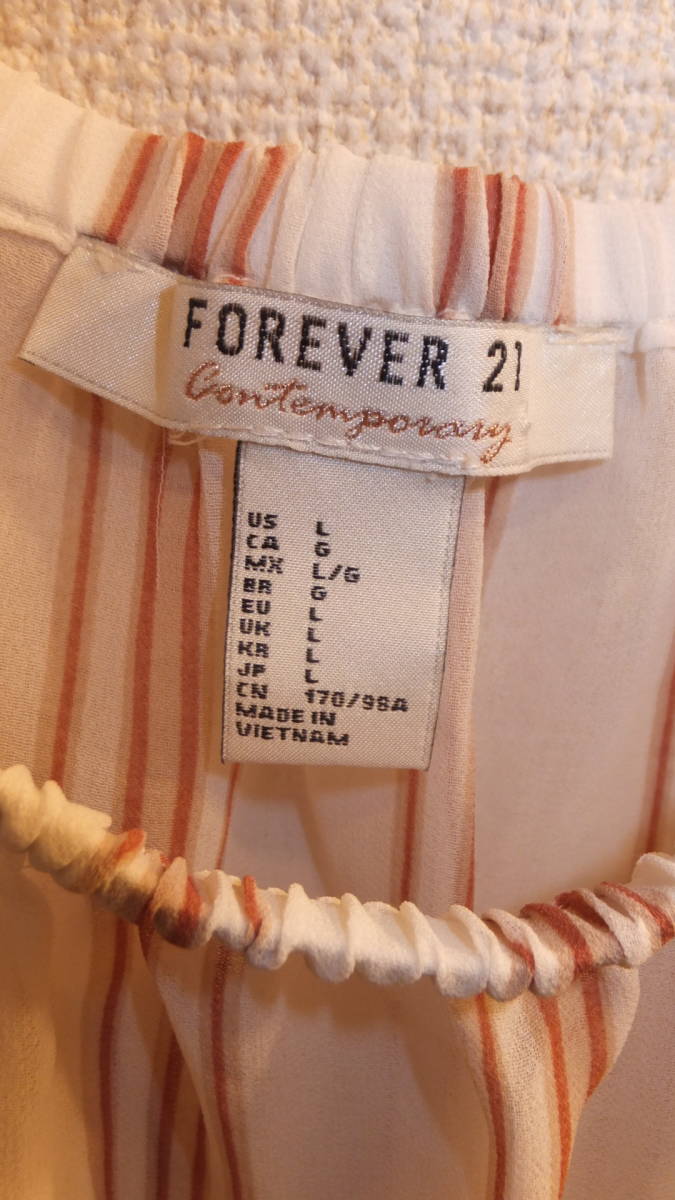 FOREVER 21
Contemporary
US L
CA G
MX L/G
BR G
EU L
UK L
KR L
JP L
CN 170/98A
MADE IN
VIETNAM